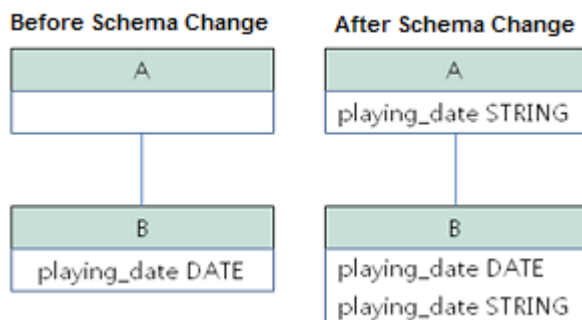 Before Schema Change
A
B
playing_date DATE
After Schema Change
A
playing_date STRING
B
playing_date DATE
playing_date STRING